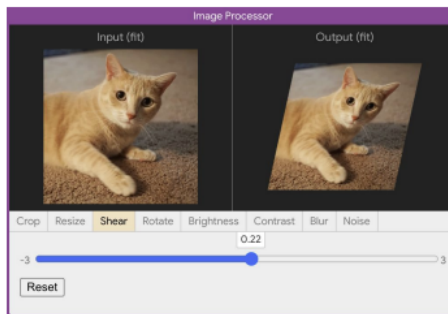 Image Processor
Input (fit) Output (fit)
Crop Resize Shear Rotate Brightness Contrast Blur Noise
0.22
-3 3
Reset